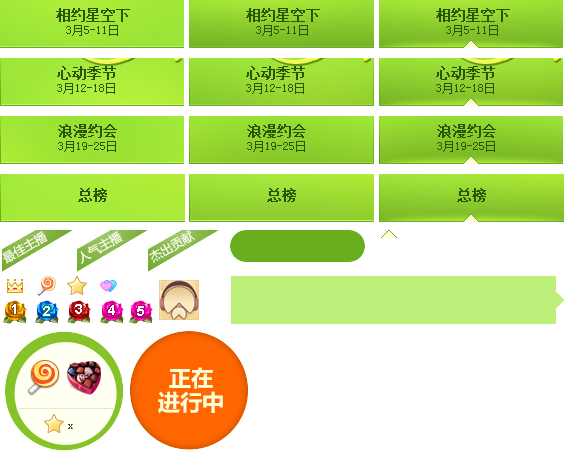 相约星空下 相约星空下 相约星空下
3月5-11日 3月5-11日 3月5-11日
心动季节 心动季节 心动季节
3月12-18日 3月12-18日 3月12-18日
浪漫约会 浪漫约会 浪漫约会
3月19-25日 3月19-25日 3月19-25日
总榜 总榜 总榜
最佳主播 人气主播 杰出贡献
1 2 3 4 5
正在
进行中
x